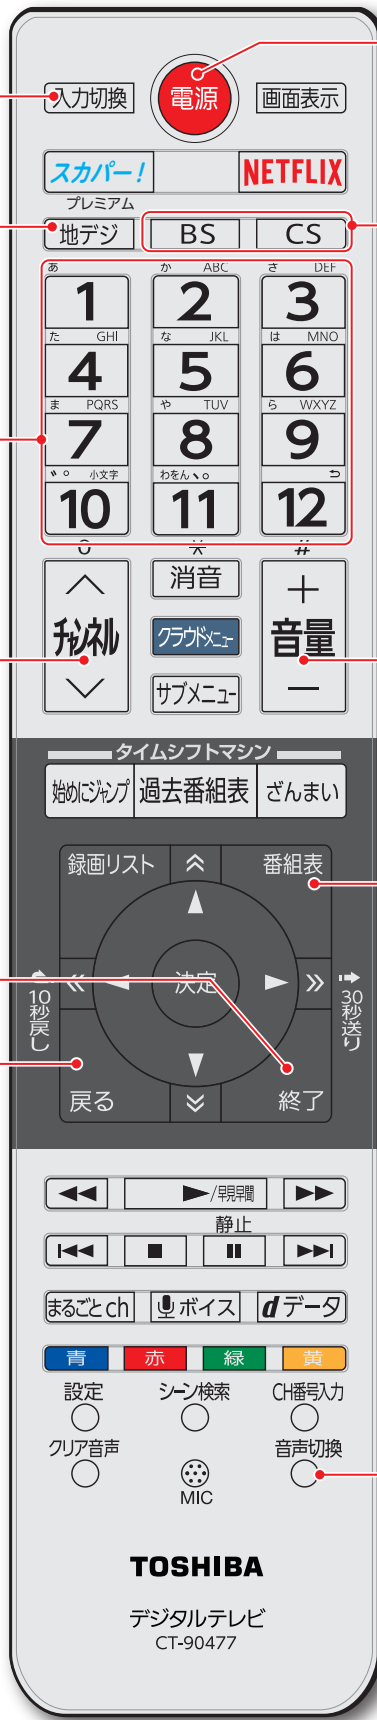 入力切換 電源 画面表示
スカパー! NETFLIX
プレミアム
地デジ BS CS
あ か ABC さ DEF
1 2 3
た GHI な JKL は MNO
4 5 6
ま PQRS や TUV ら WXYZ
7 8 9
゛゜ 小文字 わをん、。
10 11 12
0 * #
消音
チャンネル クラウドメニュー + 音量 -
サブメニュー
タイムシフトマシン
始めにジャンプ 過去番組表 ざんまい
録画リスト 番組表
決定
10秒戻し 30秒送り
戻る 終了
/早見早聞
静止
まるごとch ボイス dデータ
青 赤 緑 黄
設定 シーン検索 CH番号入力
クリア音声 音声切換
MIC
TOSHIBA
デジタルテレビ
CT-90477